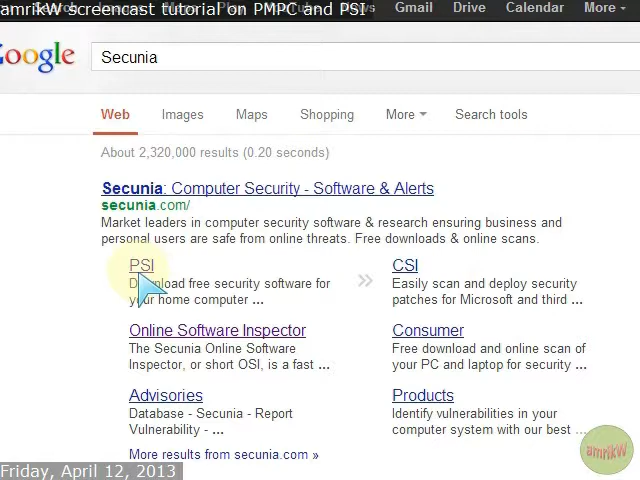 amrikW Screencast tutorial on PMPC and PSI
Gmail Drive Calendar More
Google
Secunia
Web Images Maps Shopping More Search tools
About 2,320,000 results (0.20 seconds)
Secunia: Computer Security - Software & Alerts
secunia.com/
Market leaders in computer security software & research ensuring business and
personal users are safe from online threats. Free downloads & online scans.
PSI
Download free security software for
your home computer ...
CSI
Easily scan and deploy security
patches for Microsoft and third ...
Online Software Inspector
The Secunia Online Software
Inspector, or short OSI, is a fast ...
Consumer
Free download and online scan of
your PC and laptop for security ...
Advisories
Database - Secunia - Report
Vulnerability - ...
Products
Identify vulnerabilities in your
computer system with our best ...
More results from secunia.com »
amrikW
Friday, April 12, 2013